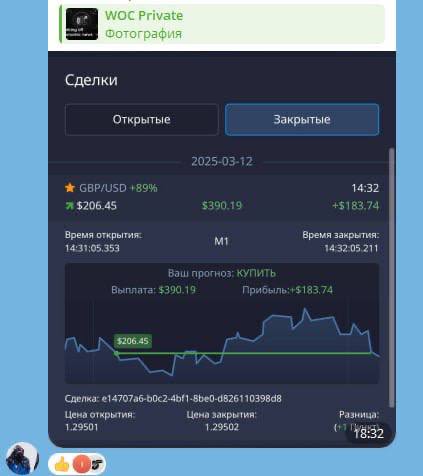 WOC Private
Фотография
Сделки
Открытые
Закрытые
2025-03-12
GBP/USD +89%
14:32
$206.45
$390.19
+$183.74
Время открытия:
14:31:05.353
M1
Время закрытия:
14:32:05.211
Ваш прогноз: КУПИТЬ
Выплата: $390.19
Прибыль:+$183.74
$206.45
Сделка: e14707a6-b0c2-4bf1-8be0-d826110398d8
Цена открытия:
1.29501
Цена закрытия:
1.29502
Разница:
(+1 Пункт)
18:32